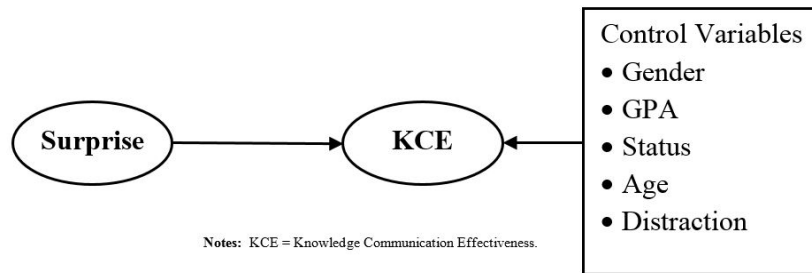 Surprise
KCE
Control Variables
• Gender
• GPA
• Status
• Age
• Distraction
Notes: KCE = Knowledge Communication Effectiveness.